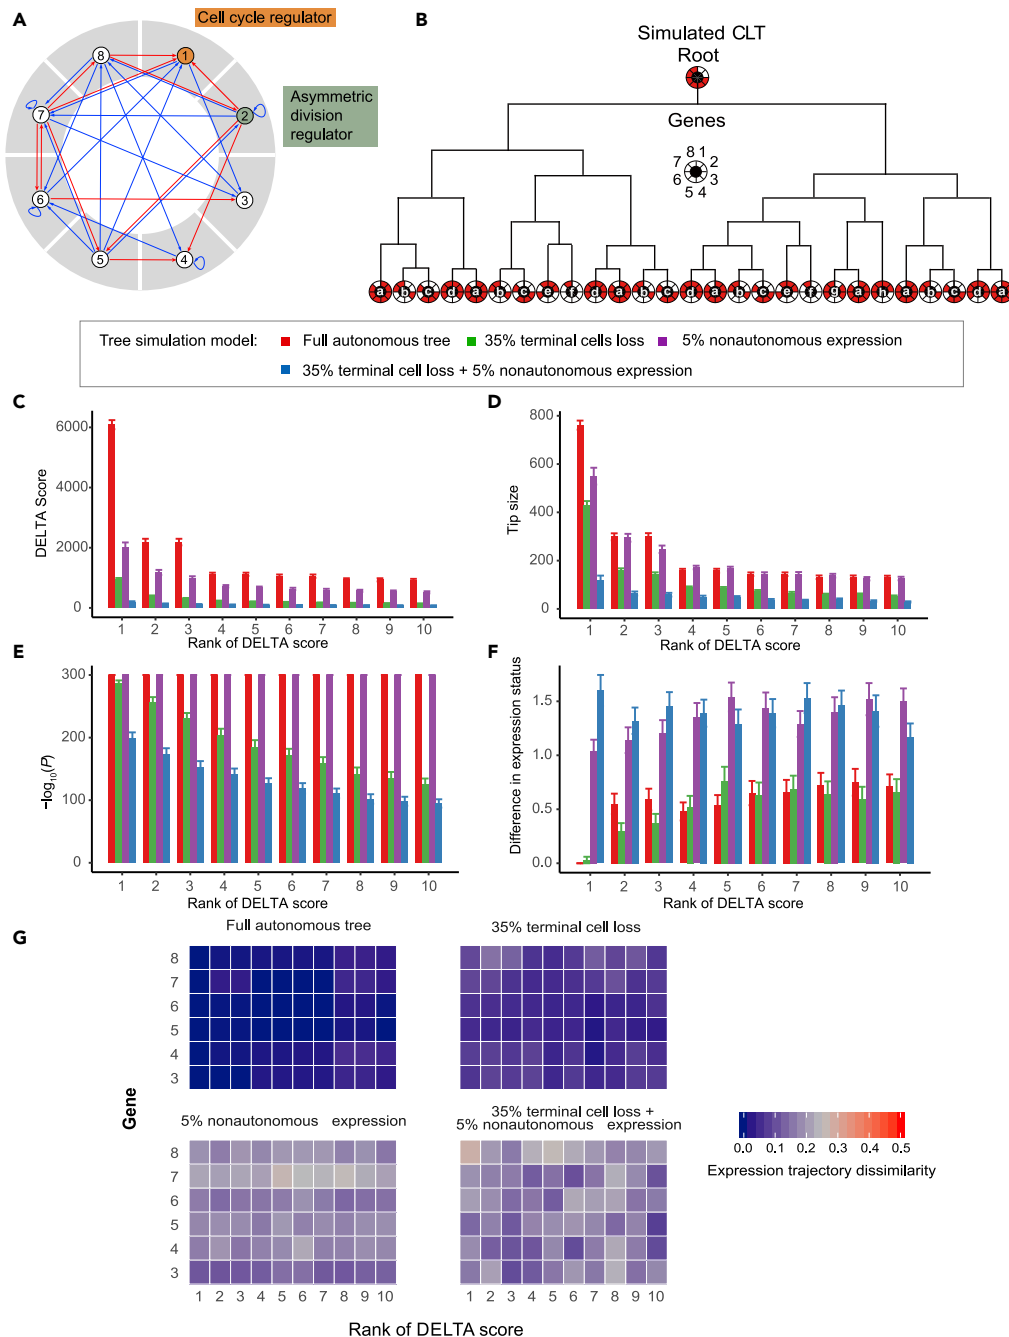 A
Cell cycle regulator
8
1
7
2
Asymmetric
division
regulator
6
3
5
4
B
Simulated CLT
Root
Genes
8 1
7 2
6 3
5 4
a b c d a b c e f d a b c d a b c e f g a h a b c d a
Tree simulation model:
Full autonomous tree
35% terminal cells loss
5% nonautonomous expression
35% terminal cell loss + 5% nonautonomous expression
C
DELTA Score
6000
4000
2000
0
1 2 3 4 5 6 7 8 9 10
Rank of DELTA score
D
Tip size
800
600
400
200
0
1 2 3 4 5 6 7 8 9 10
Rank of DELTA score
E
−log10(P)
300
200
100
0
1 2 3 4 5 6 7 8 9 10
Rank of DELTA score
F
Difference in expression status
1.5
1.0
0.5
0.0
1 2 3 4 5 6 7 8 9 10
Rank of DELTA score
G
Full autonomous tree
35% terminal cell loss
8
7
6
5
4
3
Gene
5% nonautonomous expression
35% terminal cell loss +
5% nonautonomous expression
8
7
6
5
4
3
1 2 3 4 5 6 7 8 9 10
1 2 3 4 5 6 7 8 9 10
Rank of DELTA score
0.0 0.1 0.2 0.3 0.4 0.5
Expression trajectory dissimilarity